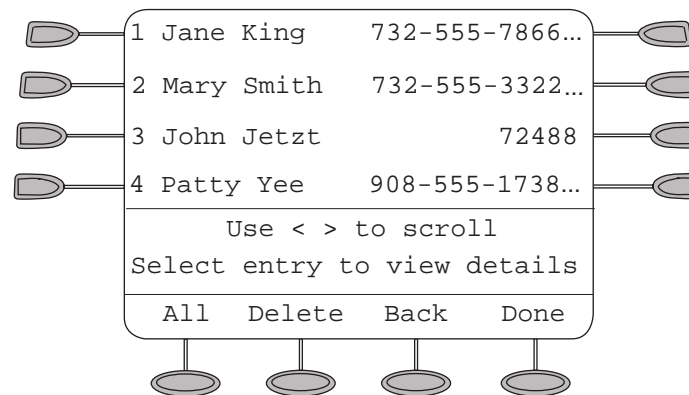 1 Jane King 732-555-7866…
2 Mary Smith 732-555-3322…
3 John Jetzt 72488
4 Patty Yee 908-555-1738…
Use < > to scroll
Select entry to view details
All Delete Back Done